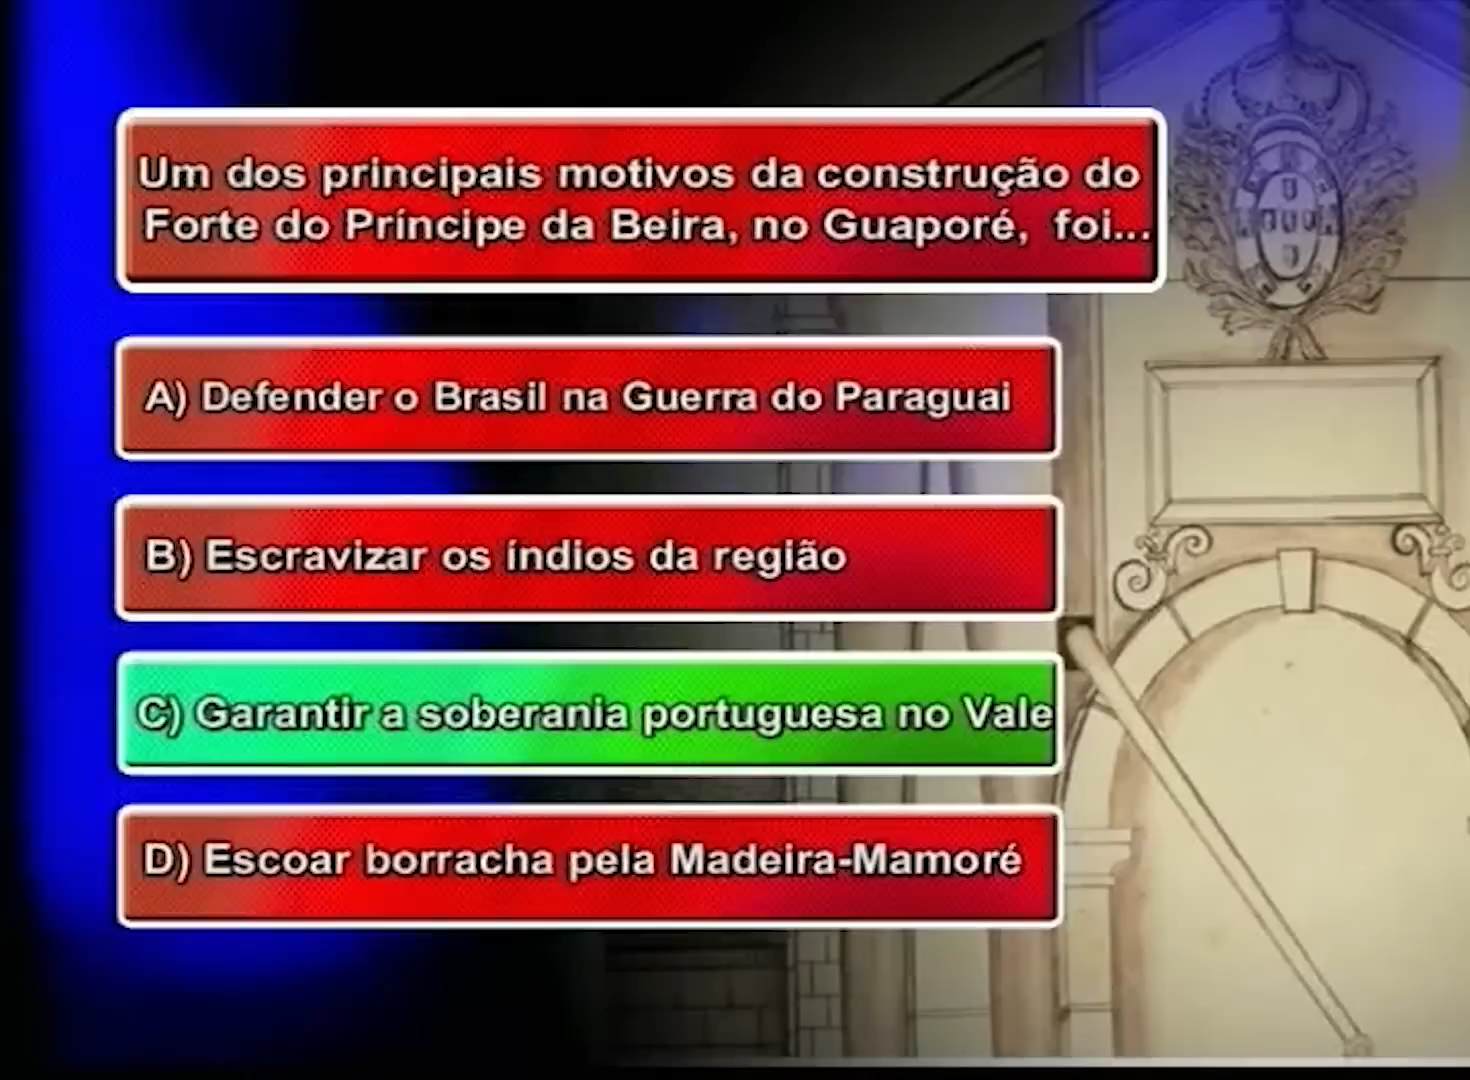 Um dos principais motivos da construção do
Forte do Príncipe da Beira, no Guaporé, foi...
A) Defender o Brasil na Guerra do Paraguai
B) Escravizar os índios da região
C) Garantir a soberania portuguesa no Vale
D) Escoar borracha pela Madeira-Mamoré